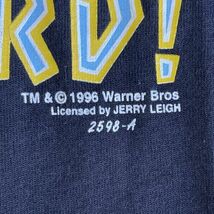 RD!
TM & © 1996 Warner Bros
Licensed by JERRY LEIGH
2598-A